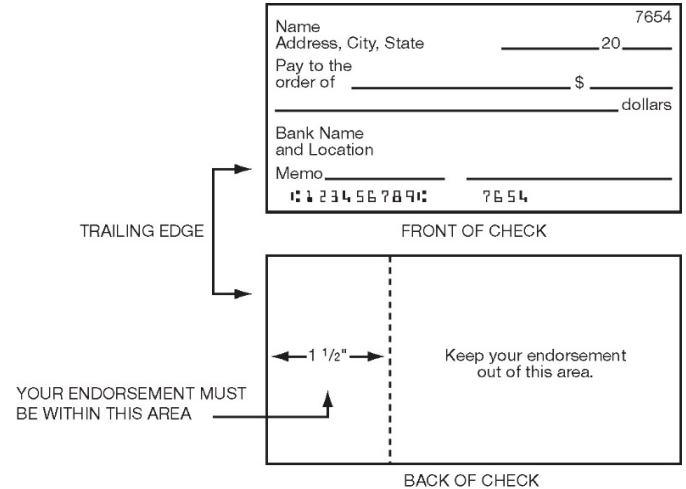 7654
Name
Address, City, State 20
Pay to the
order of $
dollars
Bank Name
and Location
Memo
⑆123456789⑆ 7654
TRAILING EDGE
FRONT OF CHECK
1 1/2"
Keep your endorsement
out of this area.
YOUR ENDORSEMENT MUST
BE WITHIN THIS AREA
BACK OF CHECK